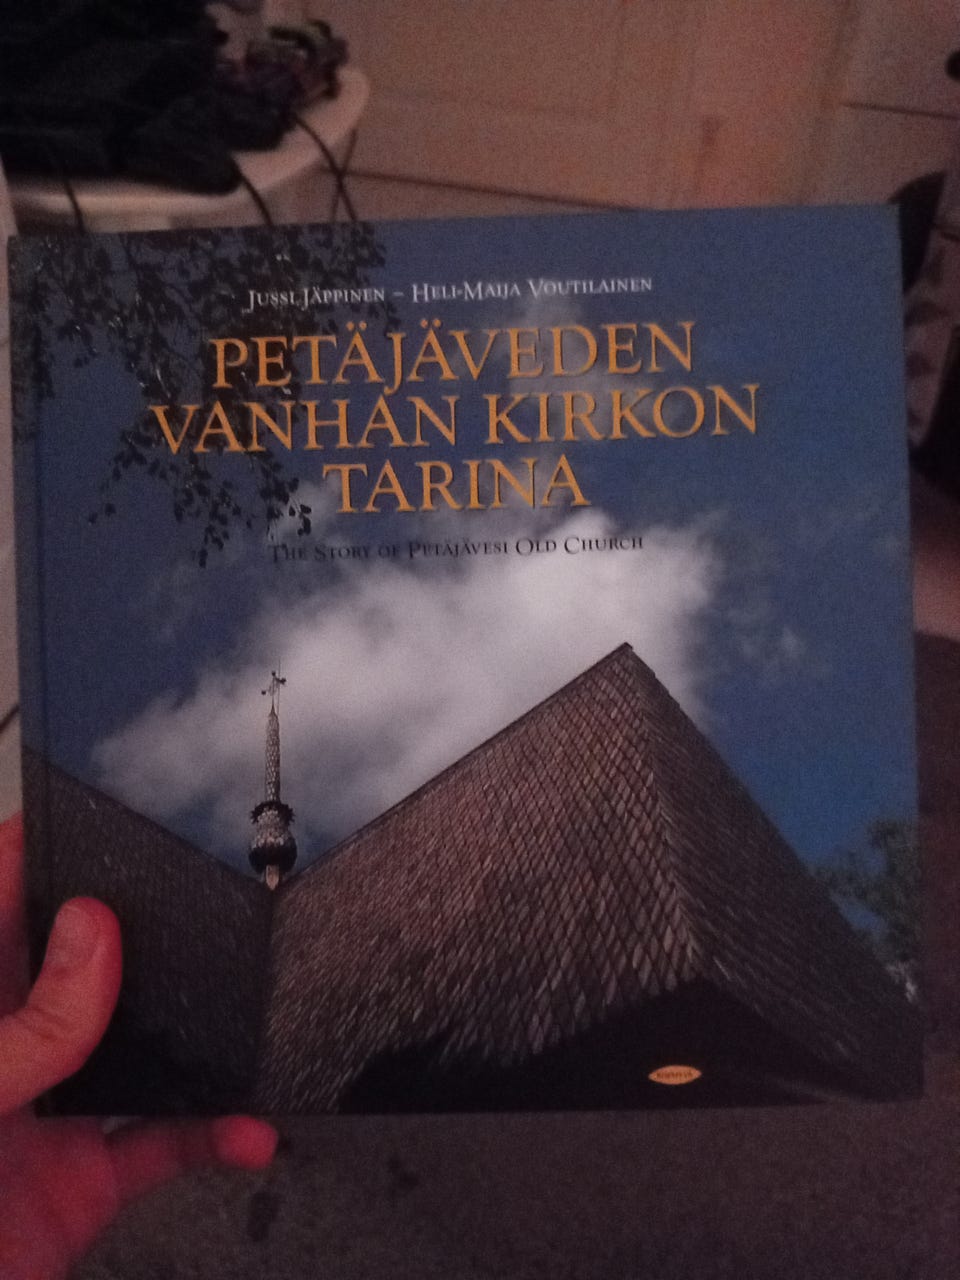 JUSSI JÄPPINEN – HELI-MAIJA VOUTILAINEN
PETÄJÄVEDEN
VANHAN KIRKON
TARINA
THE STORY OF PETÄJÄVESI OLD CHURCH